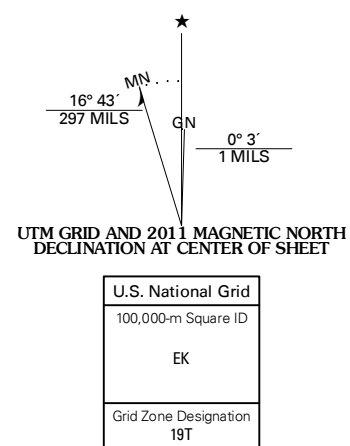 ★
MN
16° 43´
297 MILS
GN
0° 3´
1 MILS
UTM GRID AND 2011 MAGNETIC NORTH
DECLINATION AT CENTER OF SHEET
U.S. National Grid
100,000-m Square ID
EK
Grid Zone Designation
19T